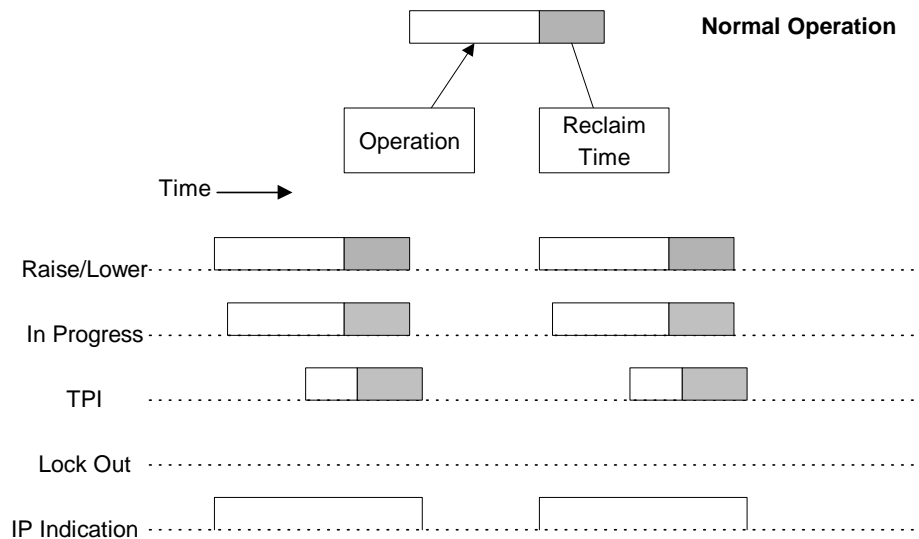 Normal Operation
Operation
Reclaim
Time
Time
Raise/Lower
In Progress
TPI
Lock Out
IP Indication